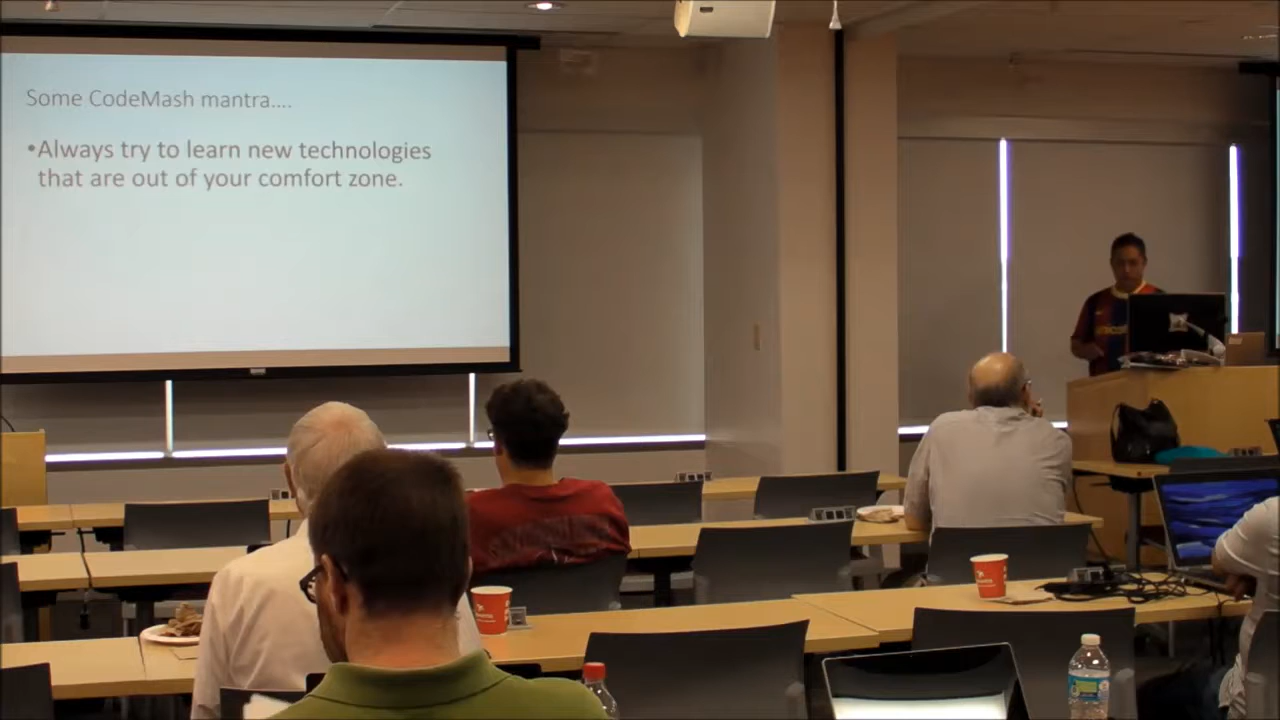 Some CodeMash mantra....
•Always try to learn new technologies
that are out of your comfort zone.